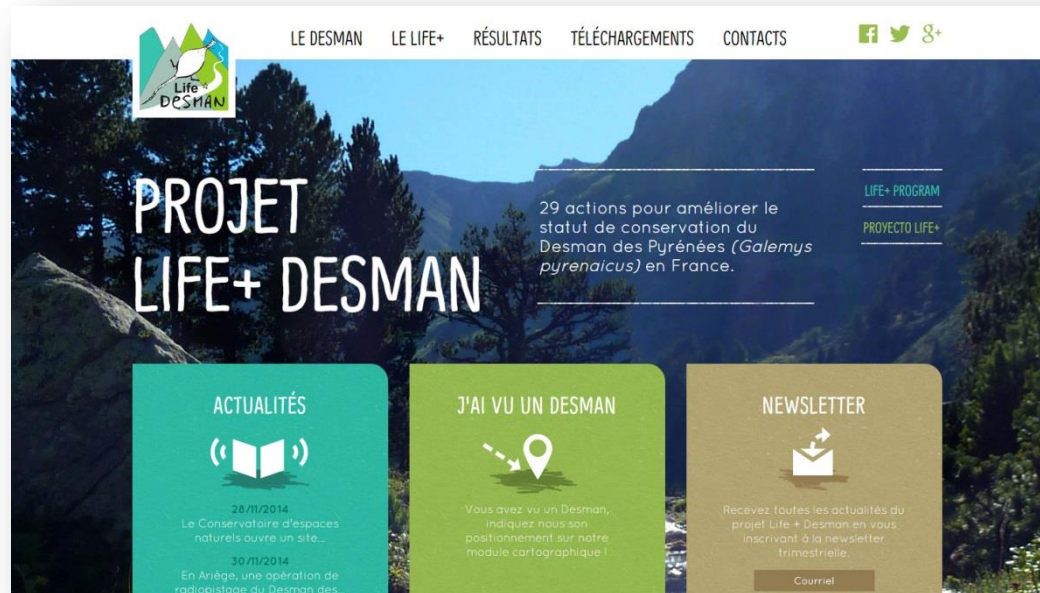 LE DESMAN LE LIFE+ RÉSULTATS TÉLÉCHARGEMENTS CONTACTS
Life
DESMAN
PROJET
LIFE+ DESMAN
29 actions pour améliorer le
statut de conservation du
Desman des Pyrénées (Galemys
pyrenaicus) en France.
LIFE+ PROGRAM
PROYECTO LIFE+
ACTUALITÉS
28/11/2014
Le Conservatoire d'espaces
naturels ouvre un site...
30/11/2014
En Ariège, une opération de
radiopistage du Desman des
J'AI VU UN DESMAN
Vous avez vu un Desman,
indiquez nous son
positionnement sur notre
module cartographique !
NEWSLETTER
Recevez toutes les actualités du
projet Life + Desman en vous
inscrivant à la newsletter
trimestrielle.
Courriel